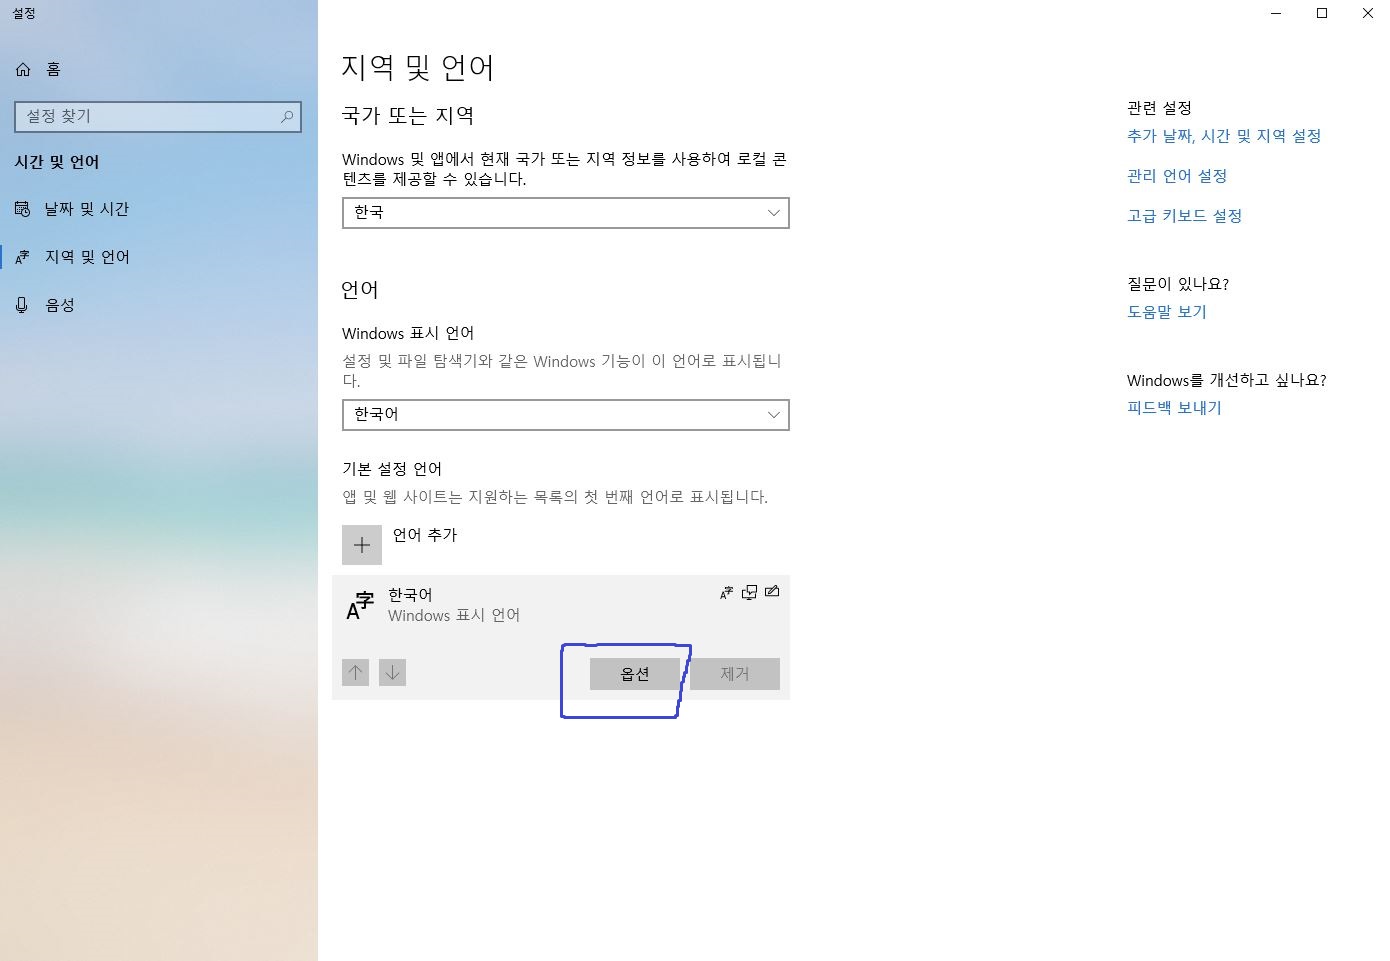 설정
홈
설정 찾기
시간 및 언어
날짜 및 시간
지역 및 언어
음성
지역 및 언어
국가 또는 지역
Windows 및 앱에서 현재 국가 또는 지역 정보를 사용하여 로컬 콘
텐츠를 제공할 수 있습니다.
한국
언어
Windows 표시 언어
설정 및 파일 탐색기와 같은 Windows 기능이 이 언어로 표시됩니
다.
한국어
기본 설정 언어
앱 및 웹 사이트는 지원하는 목록의 첫 번째 언어로 표시됩니다.
언어 추가
한국어
Windows 표시 언어
옵션
제거
관련 설정
추가 날짜, 시간 및 지역 설정
관리 언어 설정
고급 키보드 설정
질문이 있나요?
도움말 보기
Windows를 개선하고 싶나요?
피드백 보내기